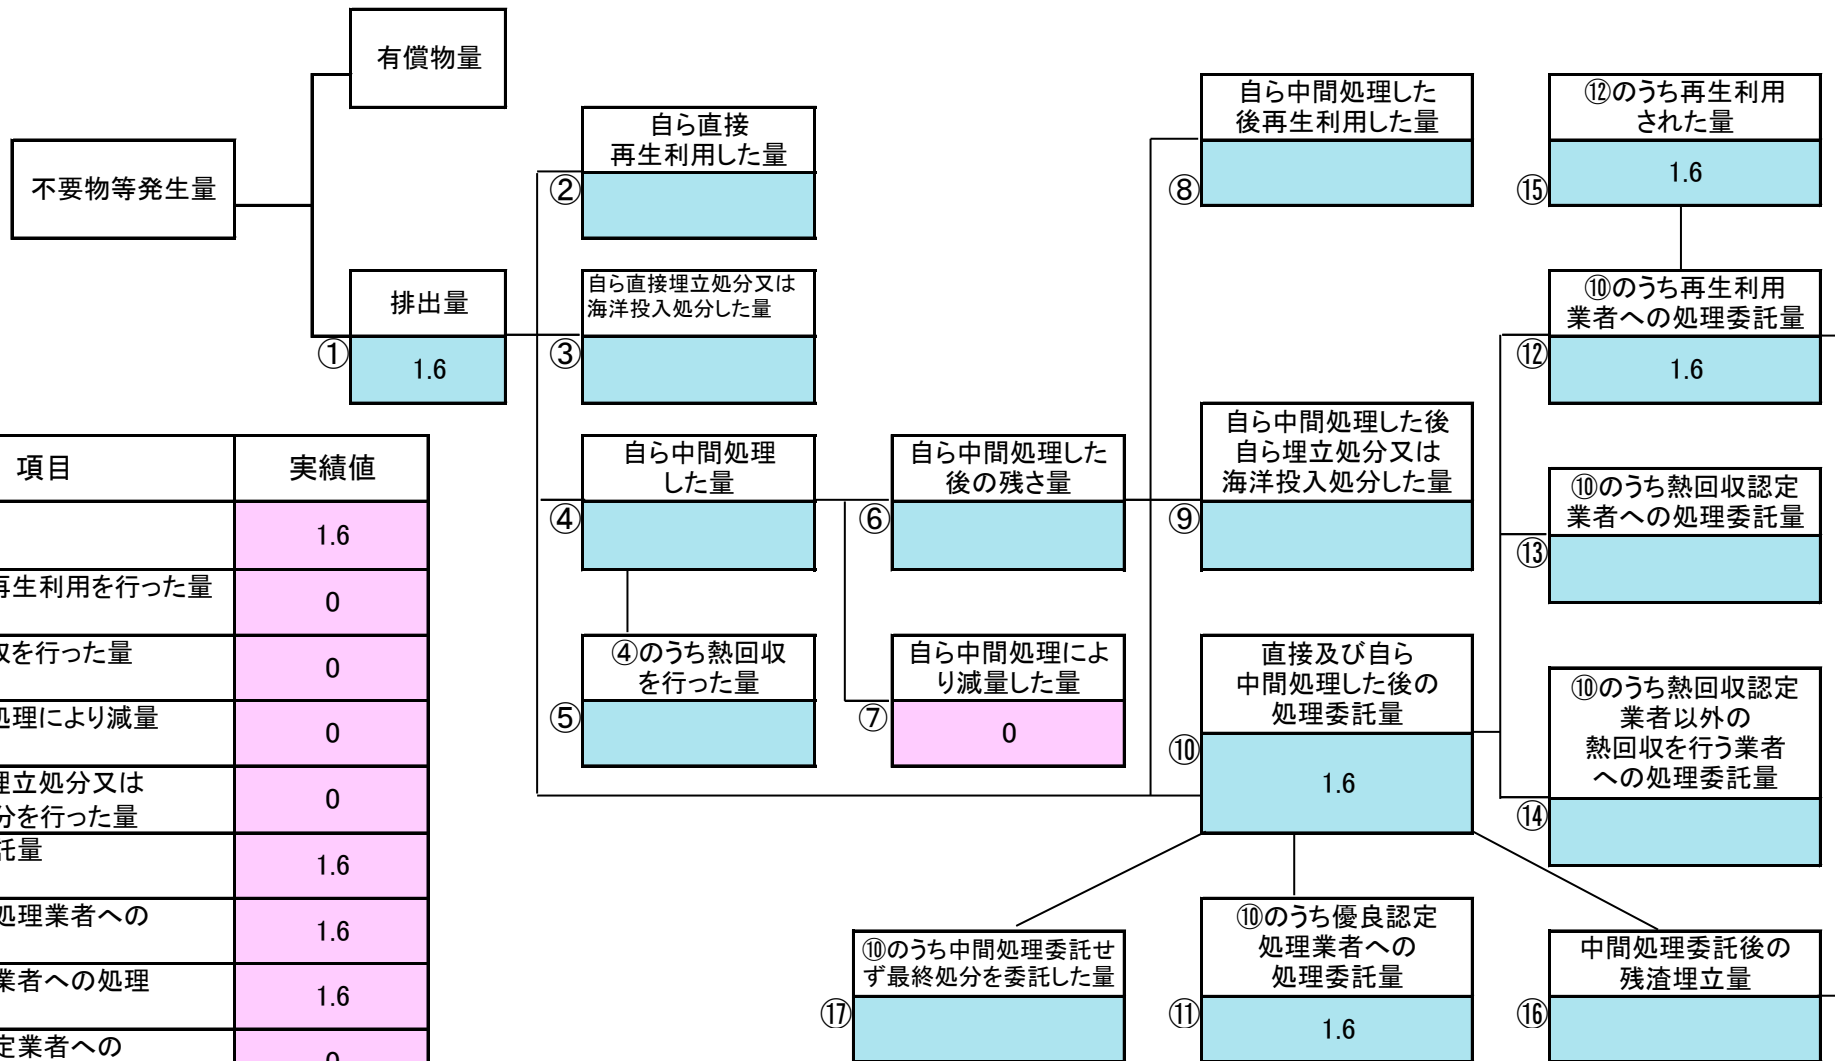 有償物量
不要物等発生量
排出量
①
1.6
自ら直接
再生利用した量
②
自ら直接埋立処分又は
海洋投入処分した量
③
自ら中間処理
した量
④
④のうち熱回収
を行った量
⑤
自ら中間処理した
後の残さ量
⑥
自ら中間処理によ
り減量した量
⑦
0
自ら中間処理した
後再生利用した量
⑧
自ら中間処理した後
自ら埋立処分又は
海洋投入処分した量
⑨
直接及び自ら
中間処理した後の
処理委託量
⑩
1.6
⑩のうち優良認定
処理業者への
処理委託量
⑪
1.6
⑫のうち再生利用
された量
⑮
1.6
⑩のうち再生利用
業者への処理委託量
⑫
1.6
⑩のうち熱回収認定
業者への処理委託量
⑬
⑩のうち熱回収認定
業者以外の
熱回収を行う業者
への処理委託量
⑭
中間処理委託後の
残渣埋立量
⑯
⑩のうち中間処理委託せ
ず最終処分を委託した量
⑰
項目 実績値
1.6
再生利用を行った量 0
を行った量 0
処理により減量 0
埋立処分又は
分を行った量 0
託量 1.6
処理業者への 1.6
業者への処理 1.6
定業者への 0